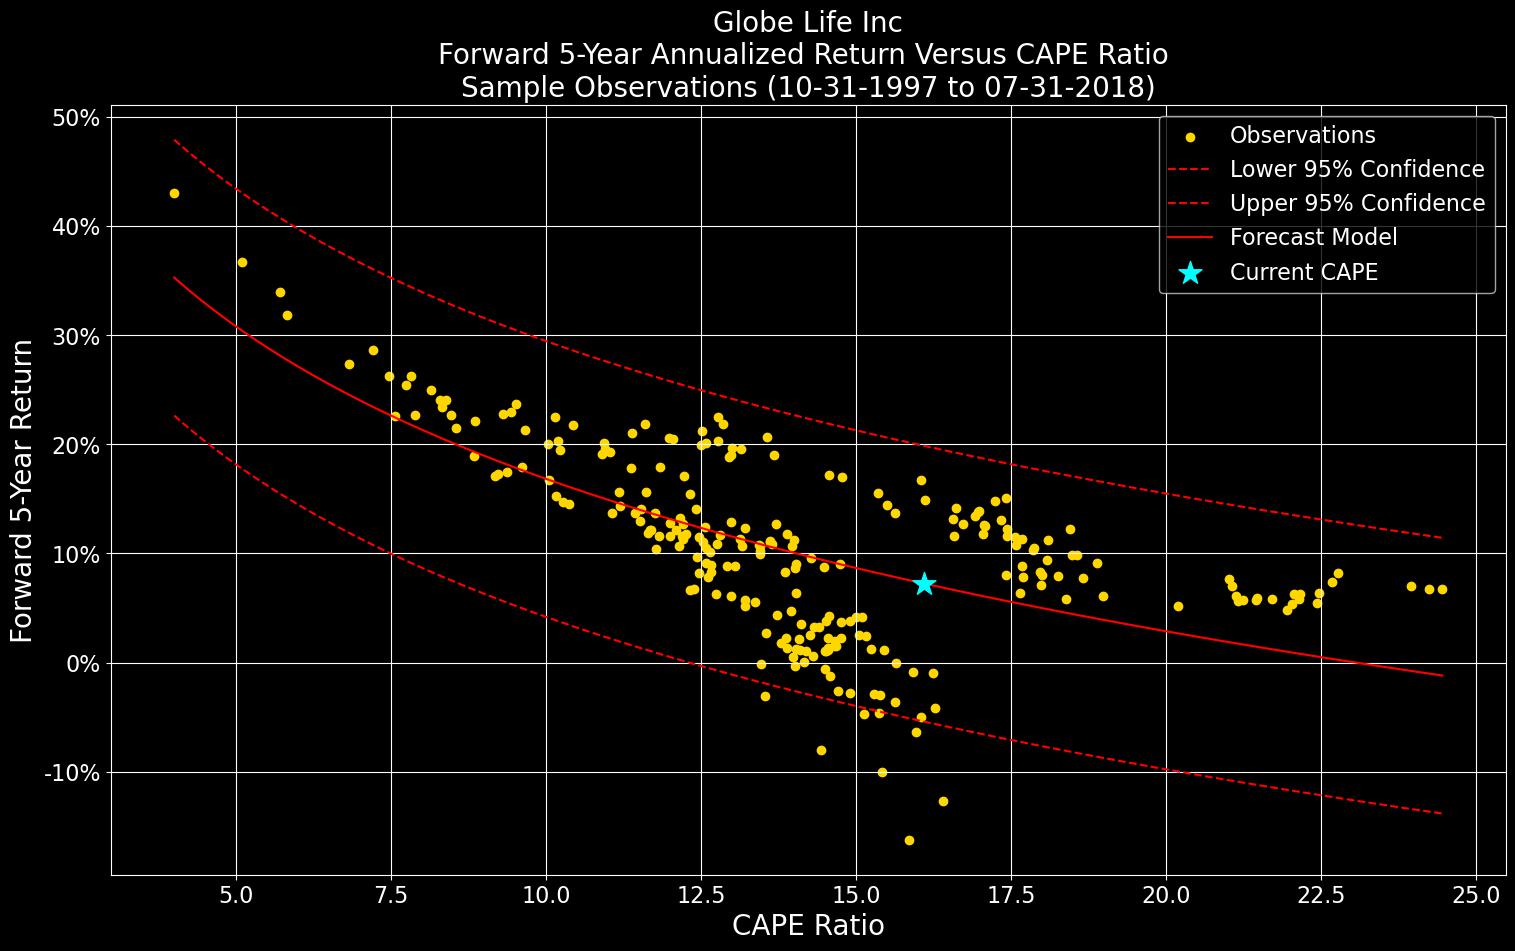 Globe Life Inc
Forward 5-Year Annualized Return Versus CAPE Ratio
Sample Observations (10-31-1997 to 07-31-2018)
50%
40%
30%
20%
10%
0%
-10%
Forward 5-Year Return
Observations
Lower 95% Confidence
Upper 95% Confidence
Forecast Model
Current CAPE
5.0 7.5 10.0 12.5 15.0 17.5 20.0 22.5 25.0
CAPE Ratio